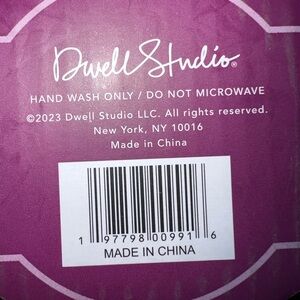 Dwell Studio®
HAND WASH ONLY / DO NOT MICROWAVE
©2023 Dwell Studio LLC. All rights reserved.
New York, NY 10016
Made in China
1 97798 00991 6
MADE IN CHINA